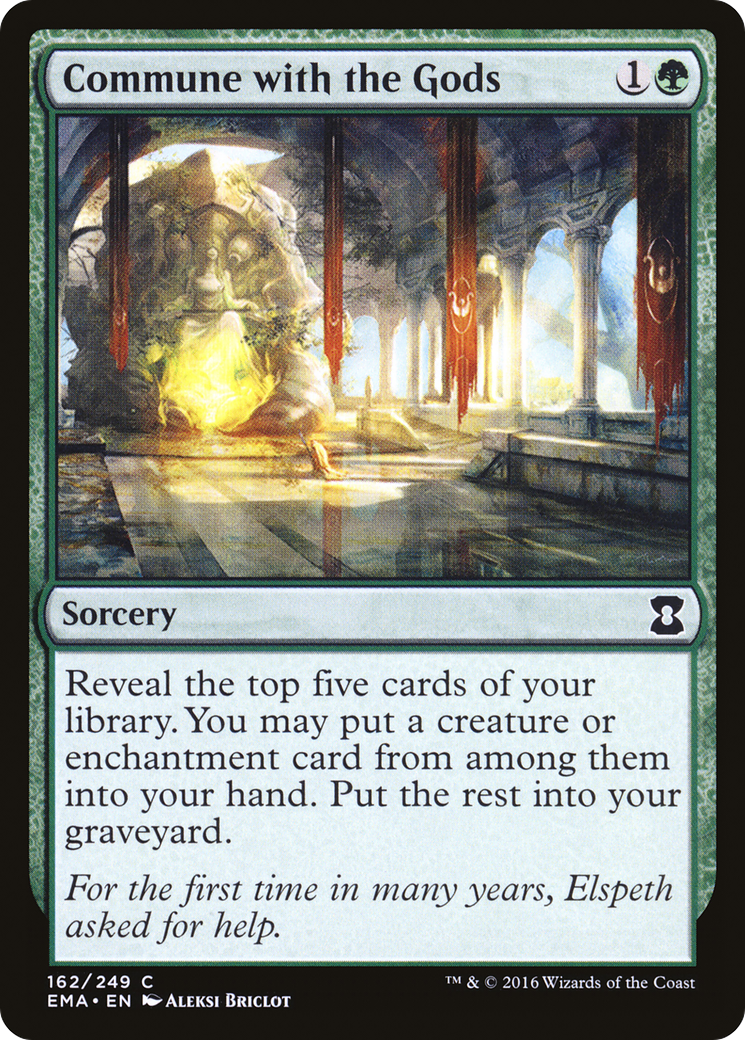 Commune with the Gods 1
Sorcery
Reveal the top five cards of your
library. You may put a creature or
enchantment card from among them
into your hand. Put the rest into your
graveyard.
For the first time in many years, Elspeth
asked for help.
162/249 C
EMA • EN Aleksi Briclot
™ & © 2016 Wizards of the Coast